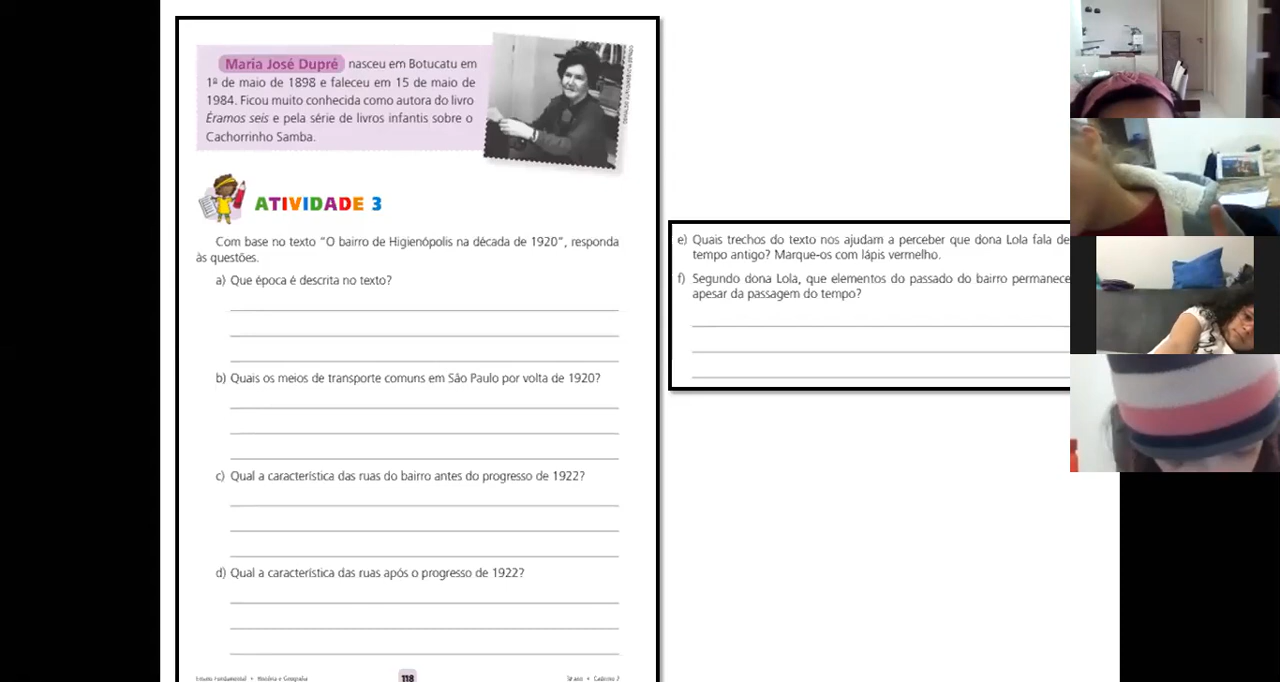 Maria José Dupré nasceu em Botucatu em
1º de maio de 1898 e faleceu em 15 de maio de
1984. Ficou muito conhecida como autora do livro
Éramos seis e pela série de livros infantis sobre o
Cachorrinho Samba.
ATIVIDADE 3
Com base no texto "O bairro de Higienópolis na década de 1920", responda
às questões.
a) Que época é descrita no texto?
b) Quais os meios de transporte comuns em São Paulo por volta de 1920?
c) Qual a característica das ruas do bairro antes do progresso de 1922?
d) Qual a característica das ruas após o progresso de 1922?
Ensino Fundamental • História e Geografia
118
e) Quais trechos do texto nos ajudam a perceber que dona Lola fala de
tempo antigo? Marque-os com lápis vermelho.
f) Segundo dona Lola, que elementos do passado do bairro permanece
apesar da passagem do tempo?